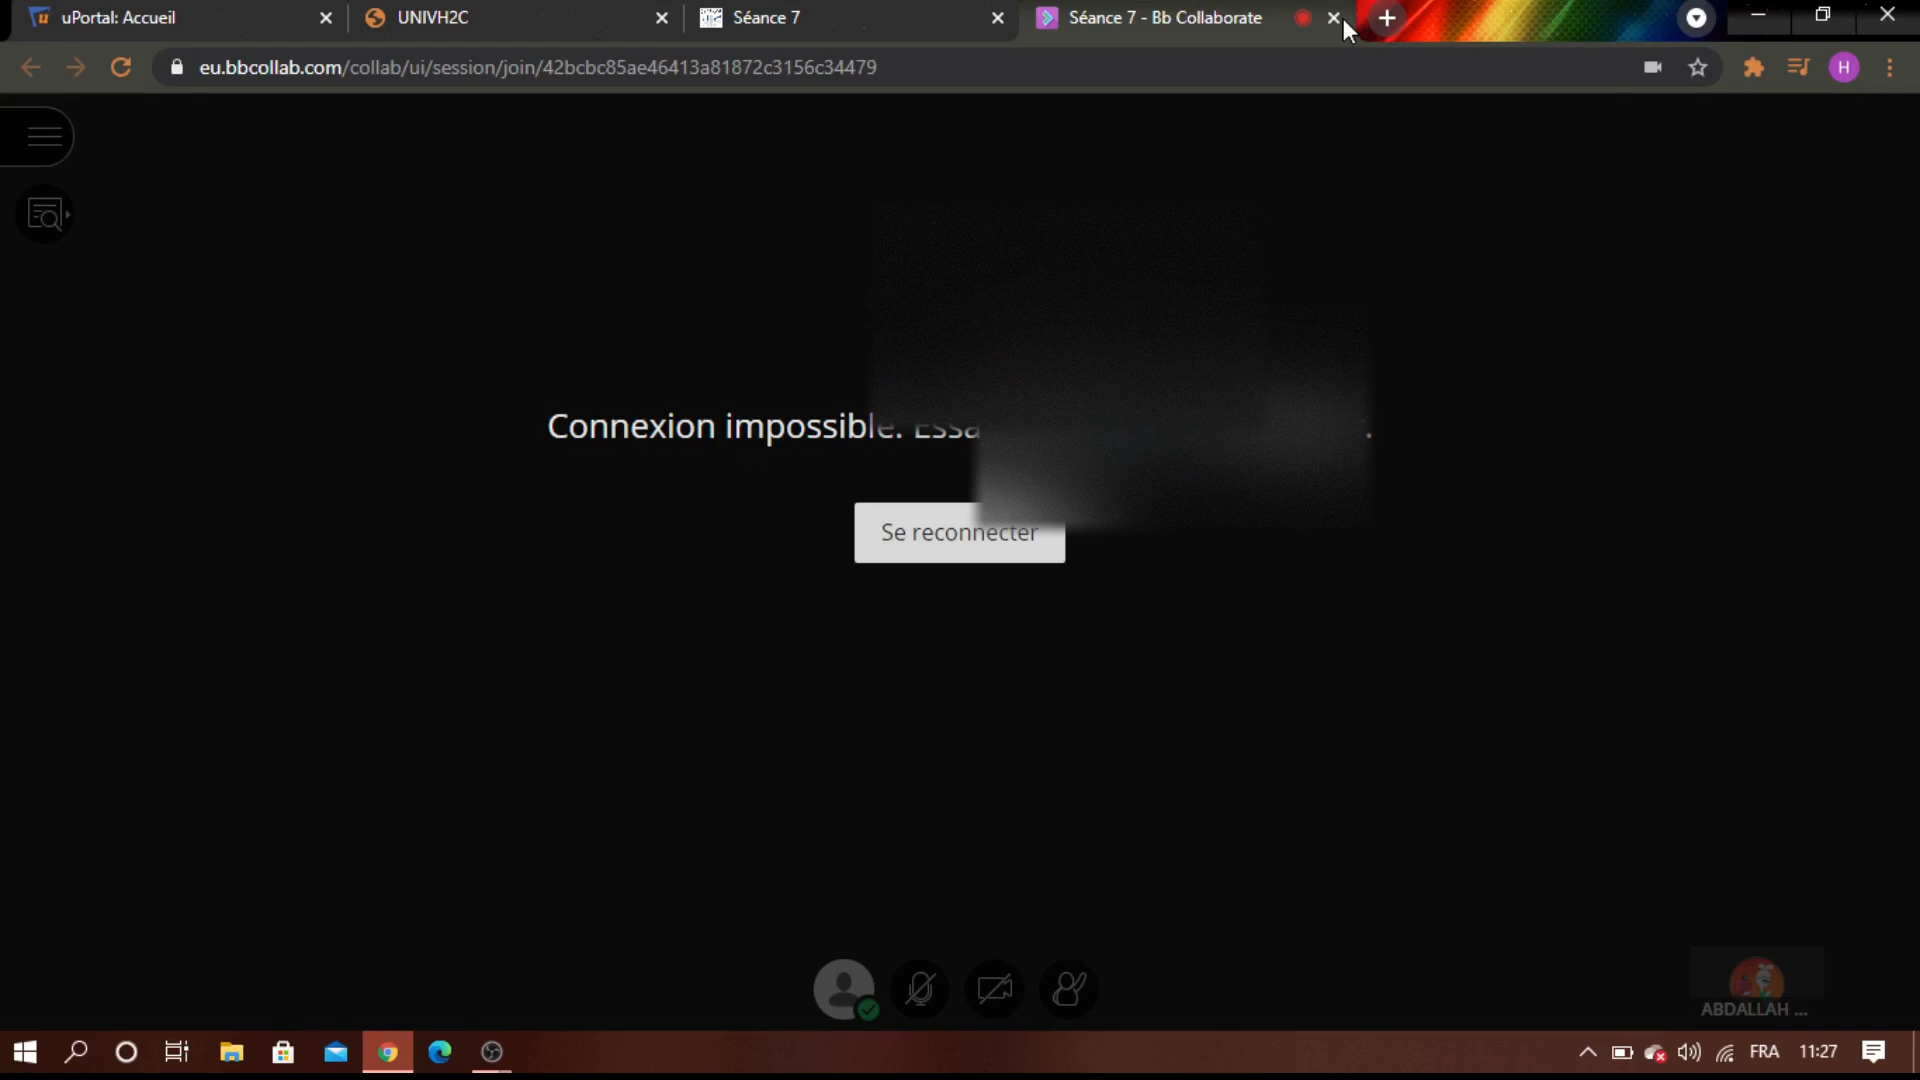 uPortal: Accueil
UNIVH2C
Séance 7
Séance 7 - Bb Collaborate
eu.bbcollab.com/collab/ui/session/join/42bcbc85ae46413a81872c3156c34479
H
Connexion impossible.
Se reconnecter
ABDALLAH ...
FRA
11:27